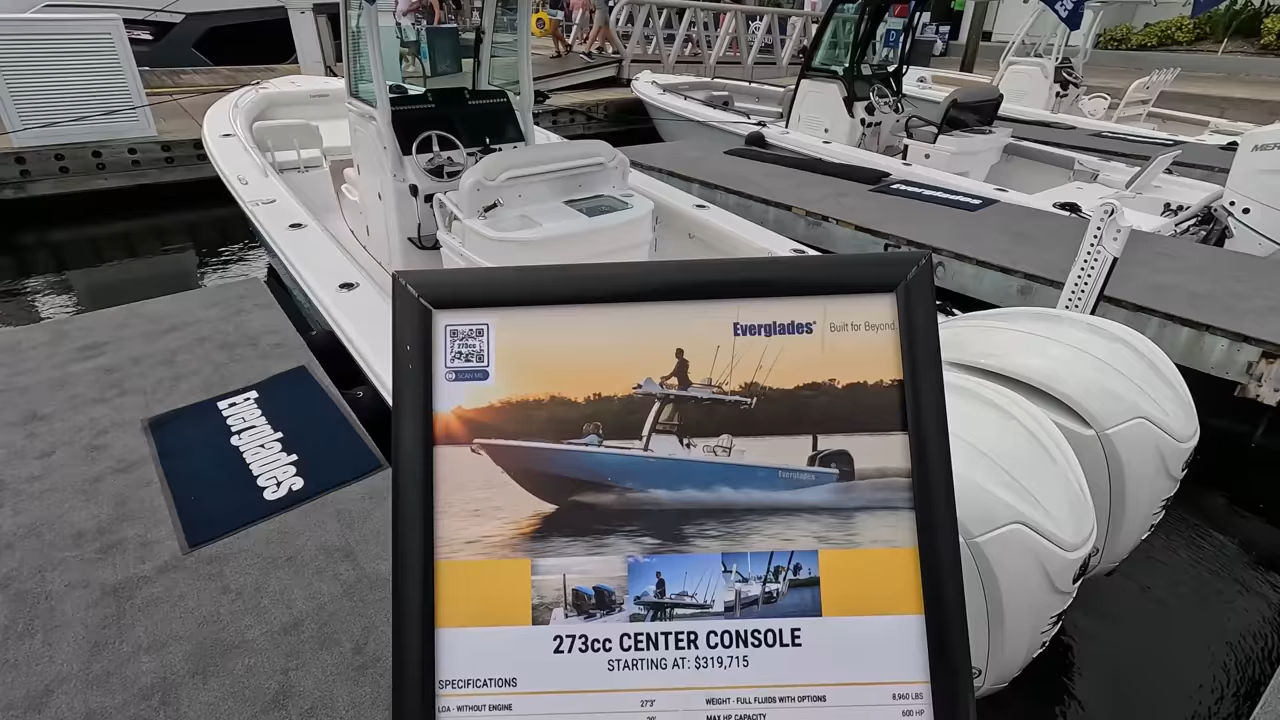 Everglades
Everglades
MER
Everglades
273cc
SCAN ME
Everglades® Built for Beyond.
Everglades
273cc CENTER CONSOLE
STARTING AT: $319,715
SPECIFICATIONS
LOA - WITHOUT ENGINE 27'3" WEIGHT - FULL FLUIDS WITH OPTIONS 8,960 LBS
MAX HP CAPACITY 600 HP